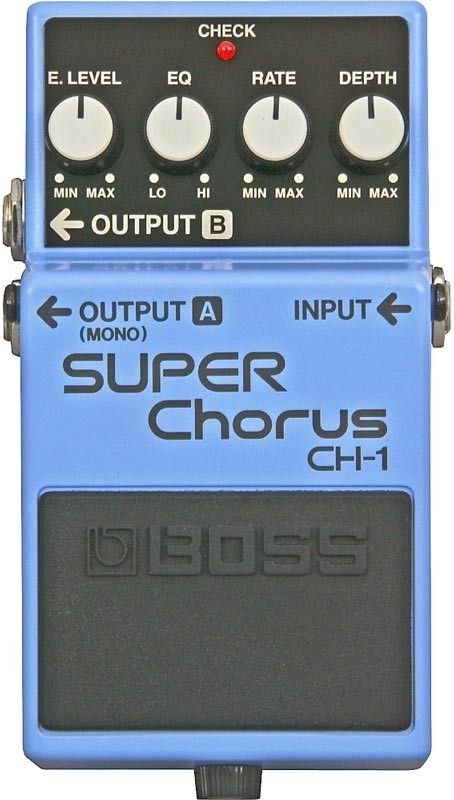 CHECK
E. LEVEL EQ RATE DEPTH
MIN MAX LO HI MIN MAX MIN MAX
OUTPUT B
OUTPUT A INPUT
(MONO)
SUPER
Chorus
CH-1
BOSS